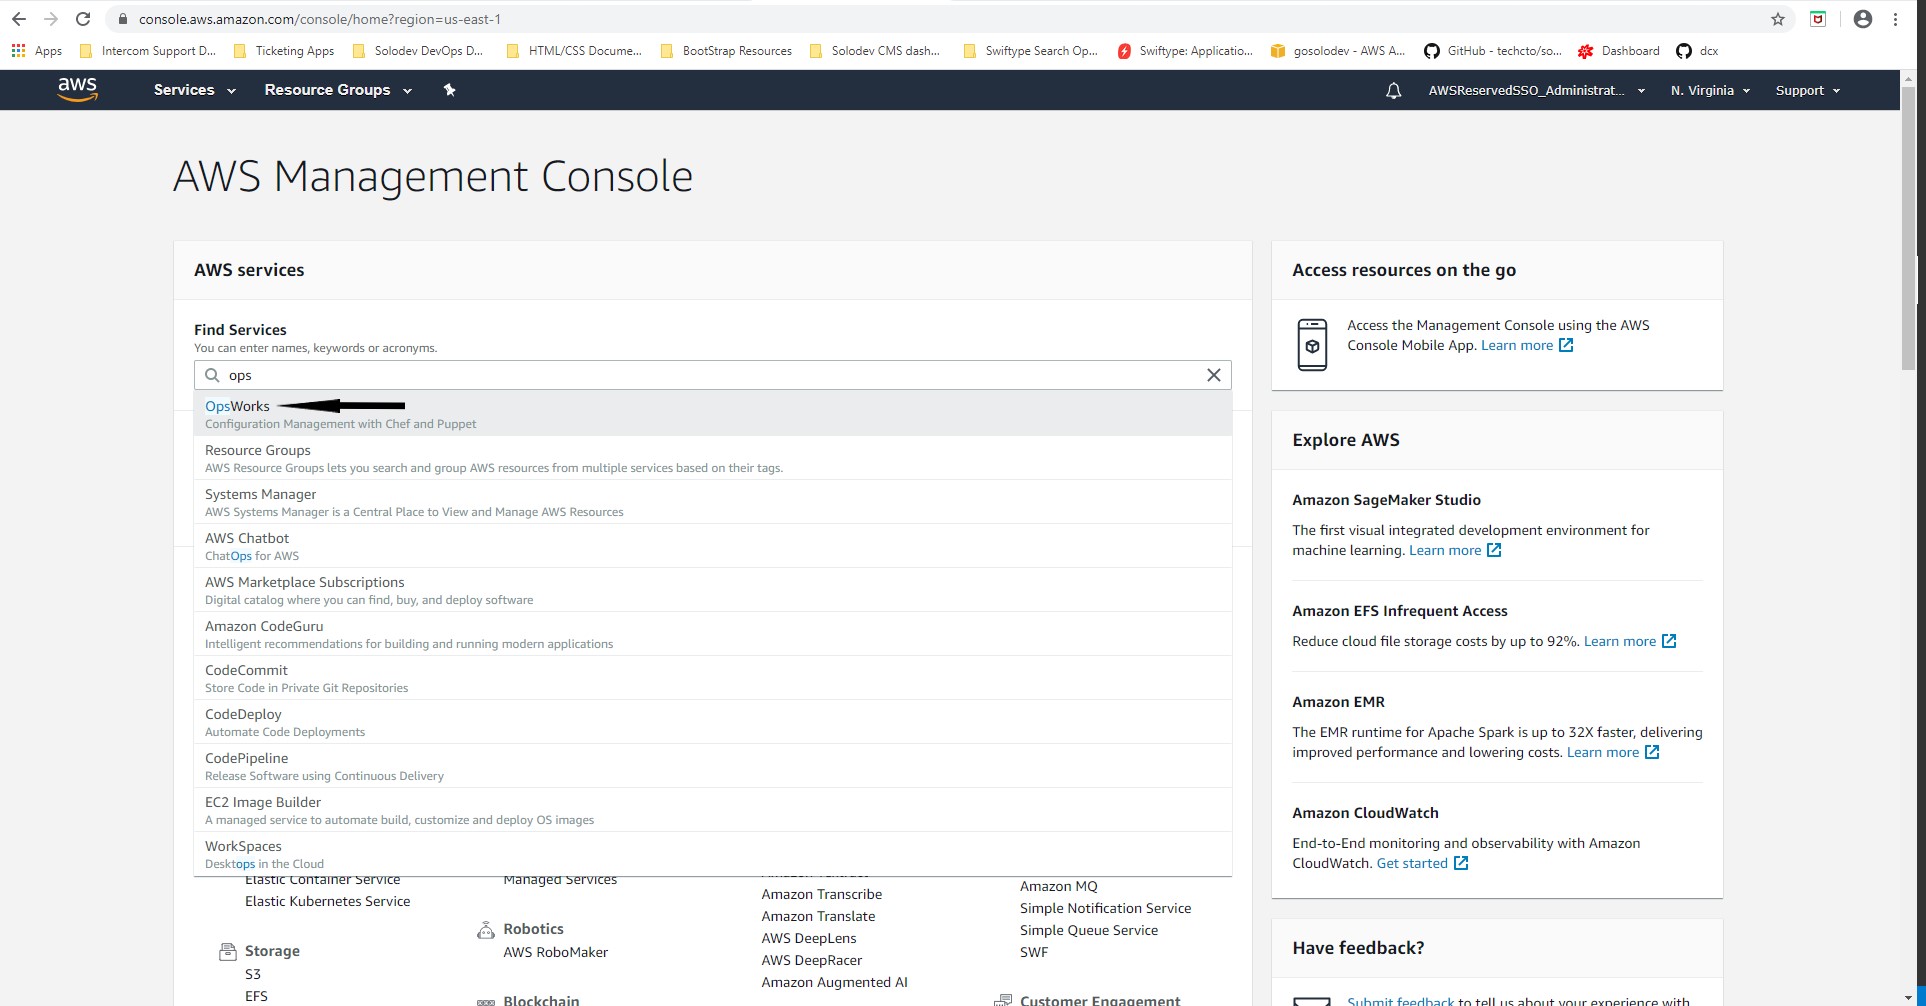 console.aws.amazon.com/console/home?region=us-east-1
Apps
Intercom Support D...
Ticketing Apps
Solodev DevOps D...
HTML/CSS Docume...
BootStrap Resources
Solodev CMS dash...
Swiftype Search Op...
Swiftype: Applicatio...
gosolodev - AWS A...
GitHub - techcto/so...
Dashboard
dcx
aws
Services
Resource Groups
AWSReservedSSO_Administrat...
N. Virginia
Support
AWS Management Console
AWS services
Find Services
You can enter names, keywords or acronyms.
ops
OpsWorks
Configuration Management with Chef and Puppet
Resource Groups
AWS Resource Groups lets you search and group AWS resources from multiple services based on their tags.
Systems Manager
AWS Systems Manager is a Central Place to View and Manage AWS Resources
AWS Chatbot
ChatOps for AWS
AWS Marketplace Subscriptions
Digital catalog where you can find, buy, and deploy software
Amazon CodeGuru
Intelligent recommendations for building and running modern applications
CodeCommit
Store Code in Private Git Repositories
CodeDeploy
Automate Code Deployments
CodePipeline
Release Software using Continuous Delivery
EC2 Image Builder
A managed service to automate build, customize and deploy OS images
WorkSpaces
Desktops in the Cloud
Elastic Container Service
Elastic Kubernetes Service
Storage
S3
EFS
Managed Services
Robotics
AWS RoboMaker
Blockchain
Amazon Transcribe
Amazon Translate
AWS DeepLens
AWS DeepRacer
Amazon Augmented AI
Amazon MQ
Simple Notification Service
Simple Queue Service
SWF
Customer Engagement
Access resources on the go
Access the Management Console using the AWS
Console Mobile App. Learn more
Explore AWS
Amazon SageMaker Studio
The first visual integrated development environment for
machine learning. Learn more
Amazon EFS Infrequent Access
Reduce cloud file storage costs by up to 92%. Learn more
Amazon EMR
The EMR runtime for Apache Spark is up to 32X faster, delivering
improved performance and lowering costs. Learn more
Amazon CloudWatch
End-to-End monitoring and observability with Amazon
CloudWatch. Get started
Have feedback?
Submit feedback to tell us about your experience with